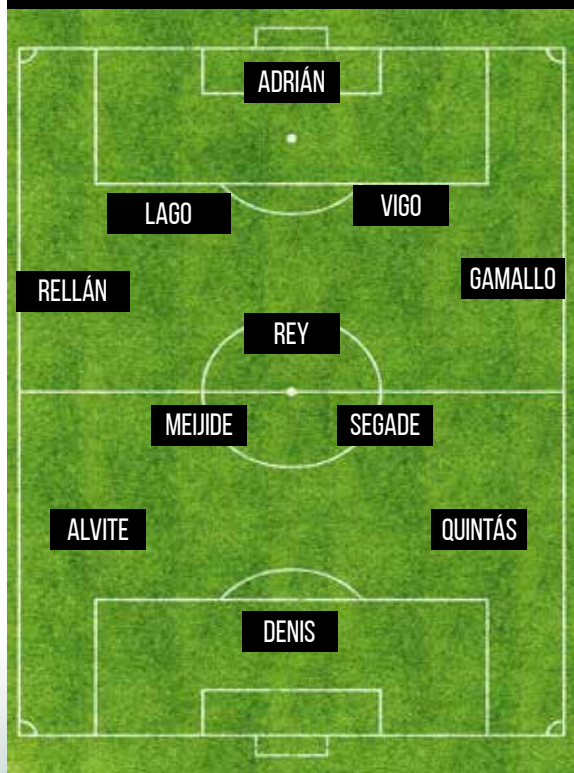 ADRIÁN
LAGO
VIGO
RELLÁN
GAMALLO
REY
MEIJIDE
SEGADE
ALVITE
QUINTÁS
DENIS